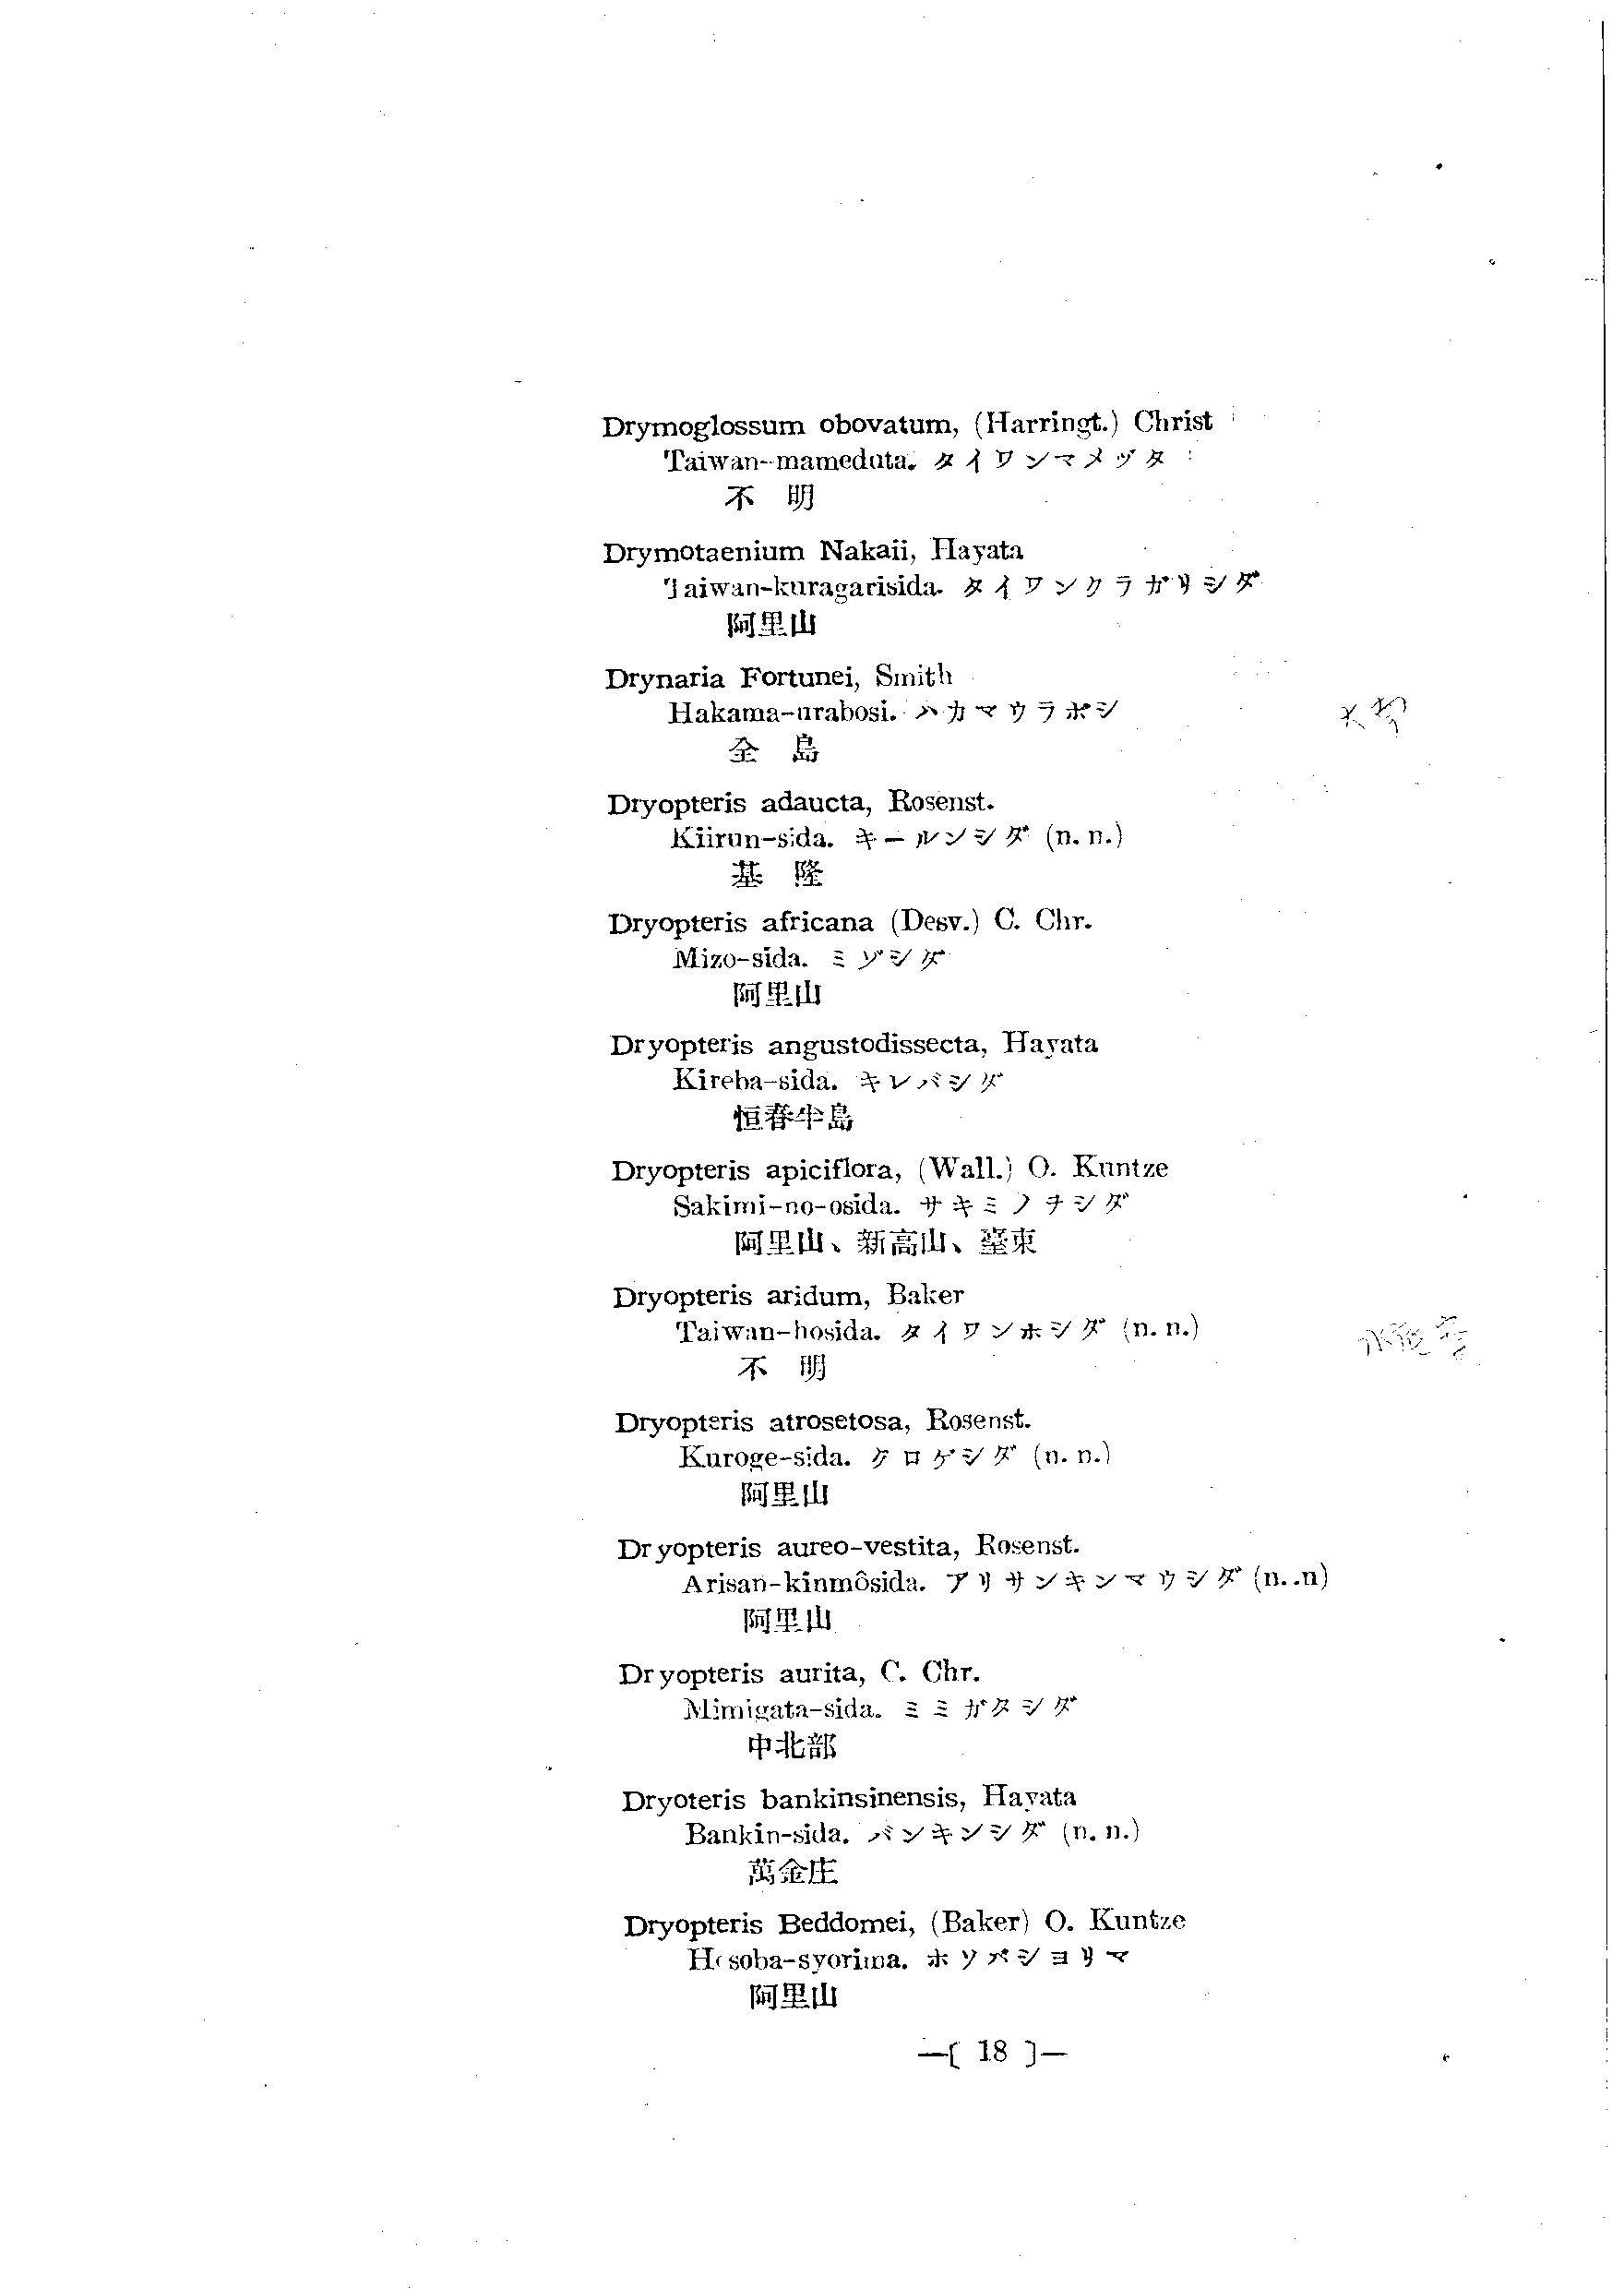 Drymoglossum obovatum, (Harringt.) Christ
Taiwan-mameduta. タイワンマメヅタ
不 明
Drymotaenium Nakaii, Hayata
Taiwan-kuragarisida. タイワンクラガリシダ
阿里山
Drynaria Fortunei, Smith
Hakama-urabosi. ハカマウラボシ
全 島
Dryopteris adaucta, Rosenst.
Kiirun-sida. キールンシダ (n. n.)
基 隆
Dryopteris africana (Desv.) C. Chr.
Mizo-sida. ミゾシダ
阿里山
Dryopteris angustodissecta, Hayata
Kireba-sida. キレバシダ
恒春半島
Dryopteris apiciflora, (Wall.) O. Kuntze
Sakimi-no-osida. サキミノヲシダ
阿里山、新高山、臺東
Dryopteris aridum, Baker
Taiwan-hosida. タイワンホシダ (n. n.)
不 明
Dryopteris atrosetosa, Rosenst.
Kuroge-sida. クロゲシダ (n. n.)
阿里山
Dryopteris aureo-vestita, Rosenst.
Arisan-kinmôsida. アリサンキンマウシダ (n. .n)
阿里山
Dryopteris aurita, C. Chr.
Mimigata-sida. ミミガタシダ
中北部
Dryoteris bankinsinensis, Hayata
Bankin-sida. バンキンシダ (n. n.)
萬金庄
Dryopteris Beddomei, (Baker) O. Kuntze
Hosoba-syorima. ホソバショリマ
阿里山
—[ 18 ]—